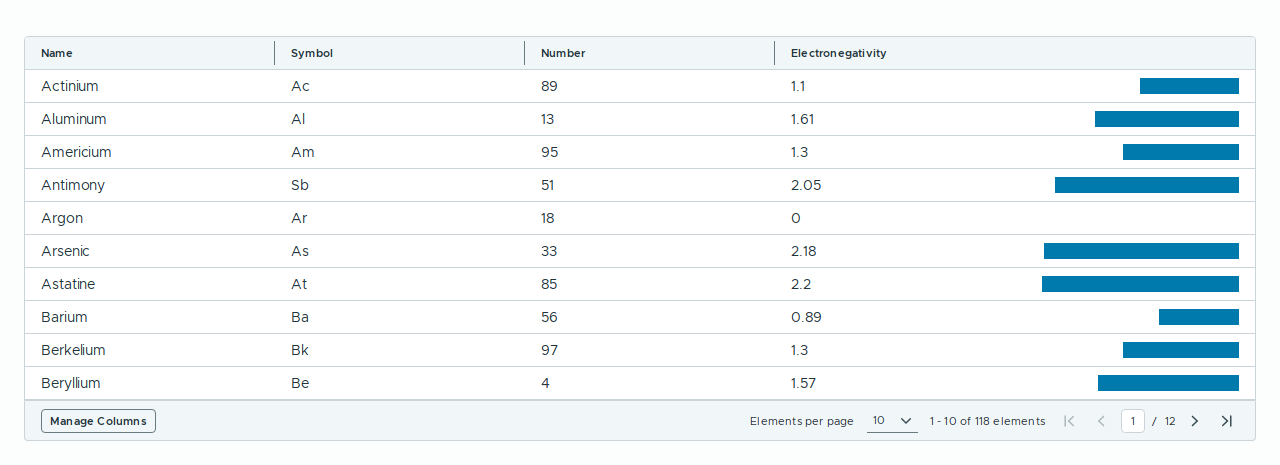 Name Symbol Number Electronegativity
Actinium Ac 89 1.1
Aluminum Al 13 1.61
Americium Am 95 1.3
Antimony Sb 51 2.05
Argon Ar 18 0
Arsenic As 33 2.18
Astatine At 85 2.2
Barium Ba 56 0.89
Berkelium Bk 97 1.3
Beryllium Be 4 1.57
Manage Columns Elements per page 10 1 - 10 of 118 elements 1 / 12